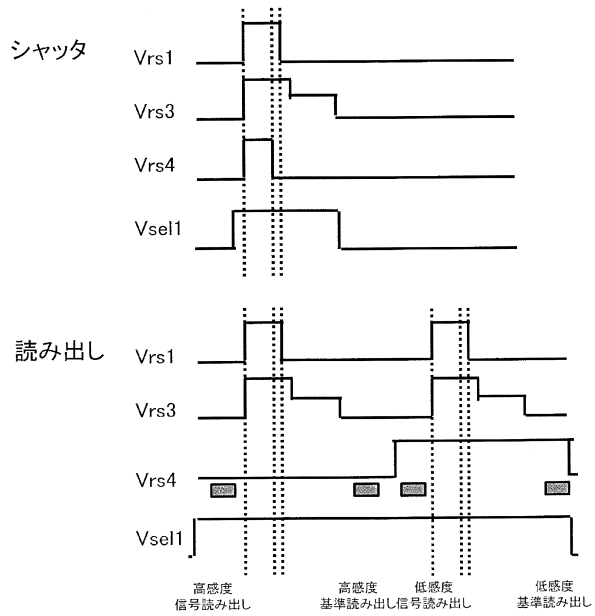 シャッタ
Vrs1
Vrs3
Vrs4
Vsel1
読み出し
Vrs1
Vrs3
Vrs4
Vsel1
高感度
信号読み出し
高感度
基準読み出し
低感度
信号読み出し
低感度
基準読み出し